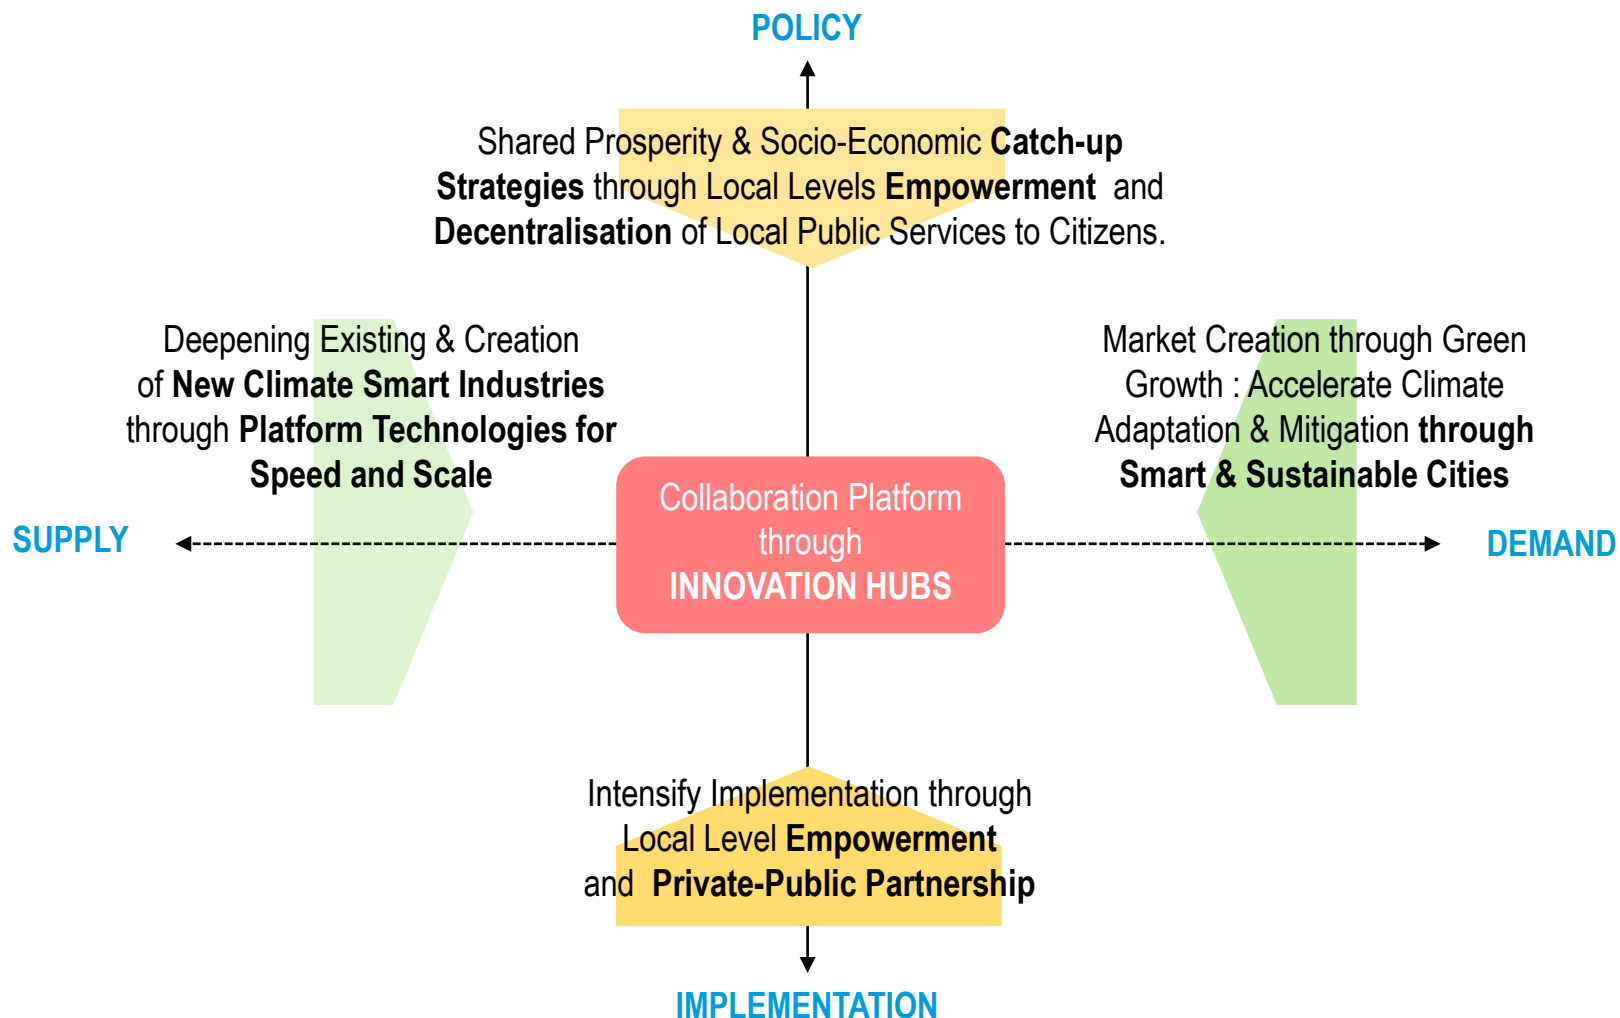 POLICY
Shared Prosperity & Socio-Economic Catch-up
Strategies through Local Levels Empowerment and
Decentralisation of Local Public Services to Citizens.
Deepening Existing & Creation
of New Climate Smart Industries
through Platform Technologies for
Speed and Scale
Market Creation through Green
Growth : Accelerate Climate
Adaptation & Mitigation through
Smart & Sustainable Cities
Collaboration Platform
through
INNOVATION HUBS
SUPPLY
DEMAND
Intensify Implementation through
Local Level Empowerment
and Private-Public Partnership
IMPLEMENTATION